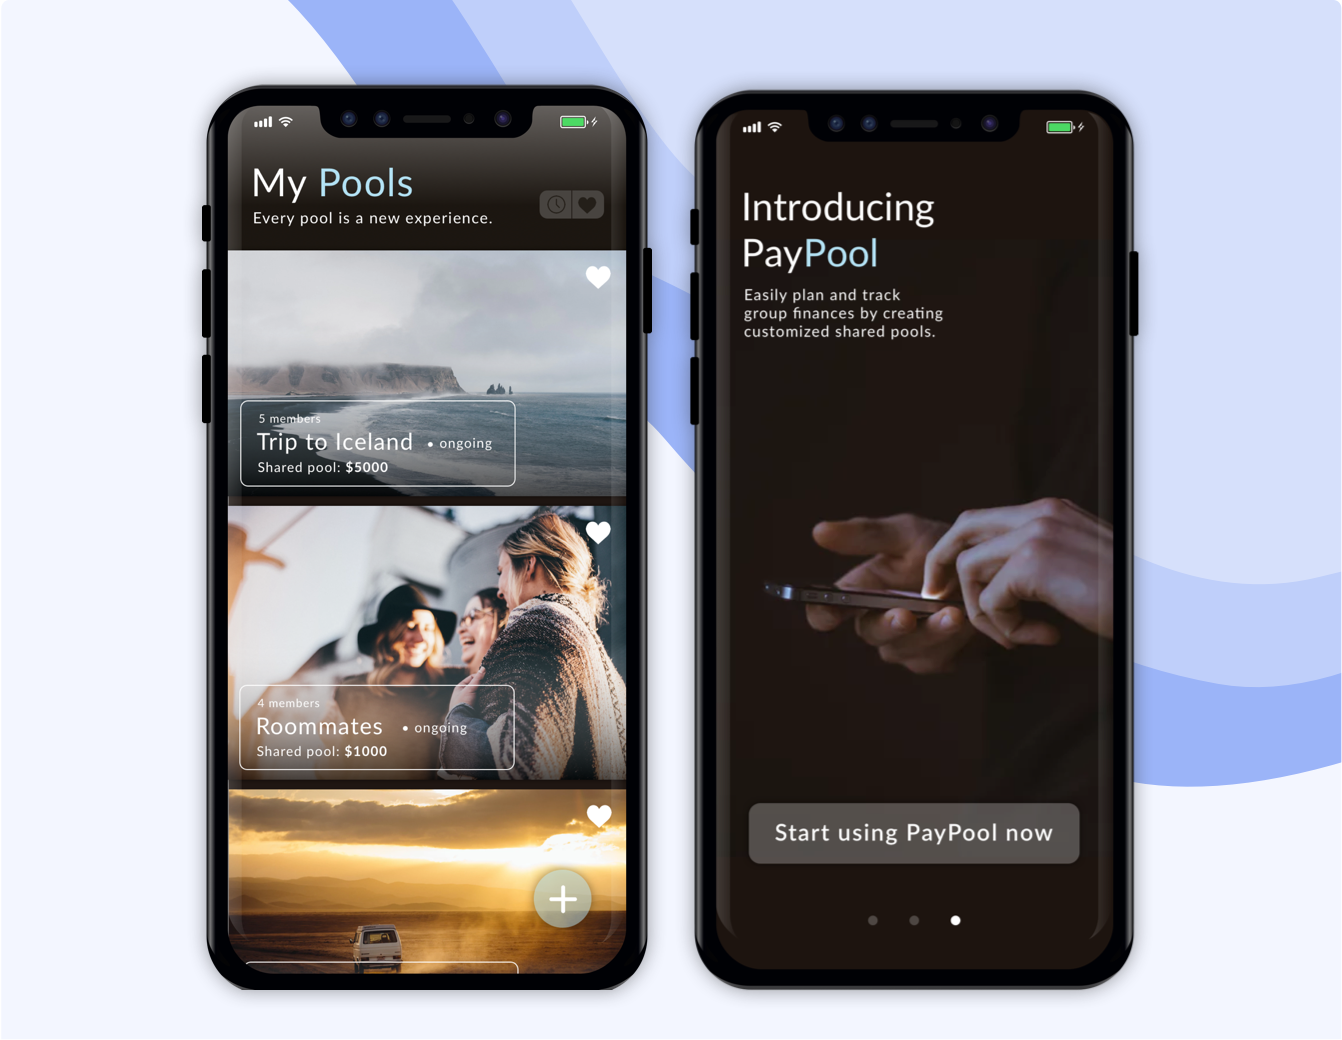 My Pools
Every pool is a new experience.
5 members
Trip to Iceland • ongoing
Shared pool: $5000
4 members
Roommates • ongoing
Shared pool: $1000
Introducing
PayPool
Easily plan and track
group finances by creating
customized shared pools.
Start using PayPool now